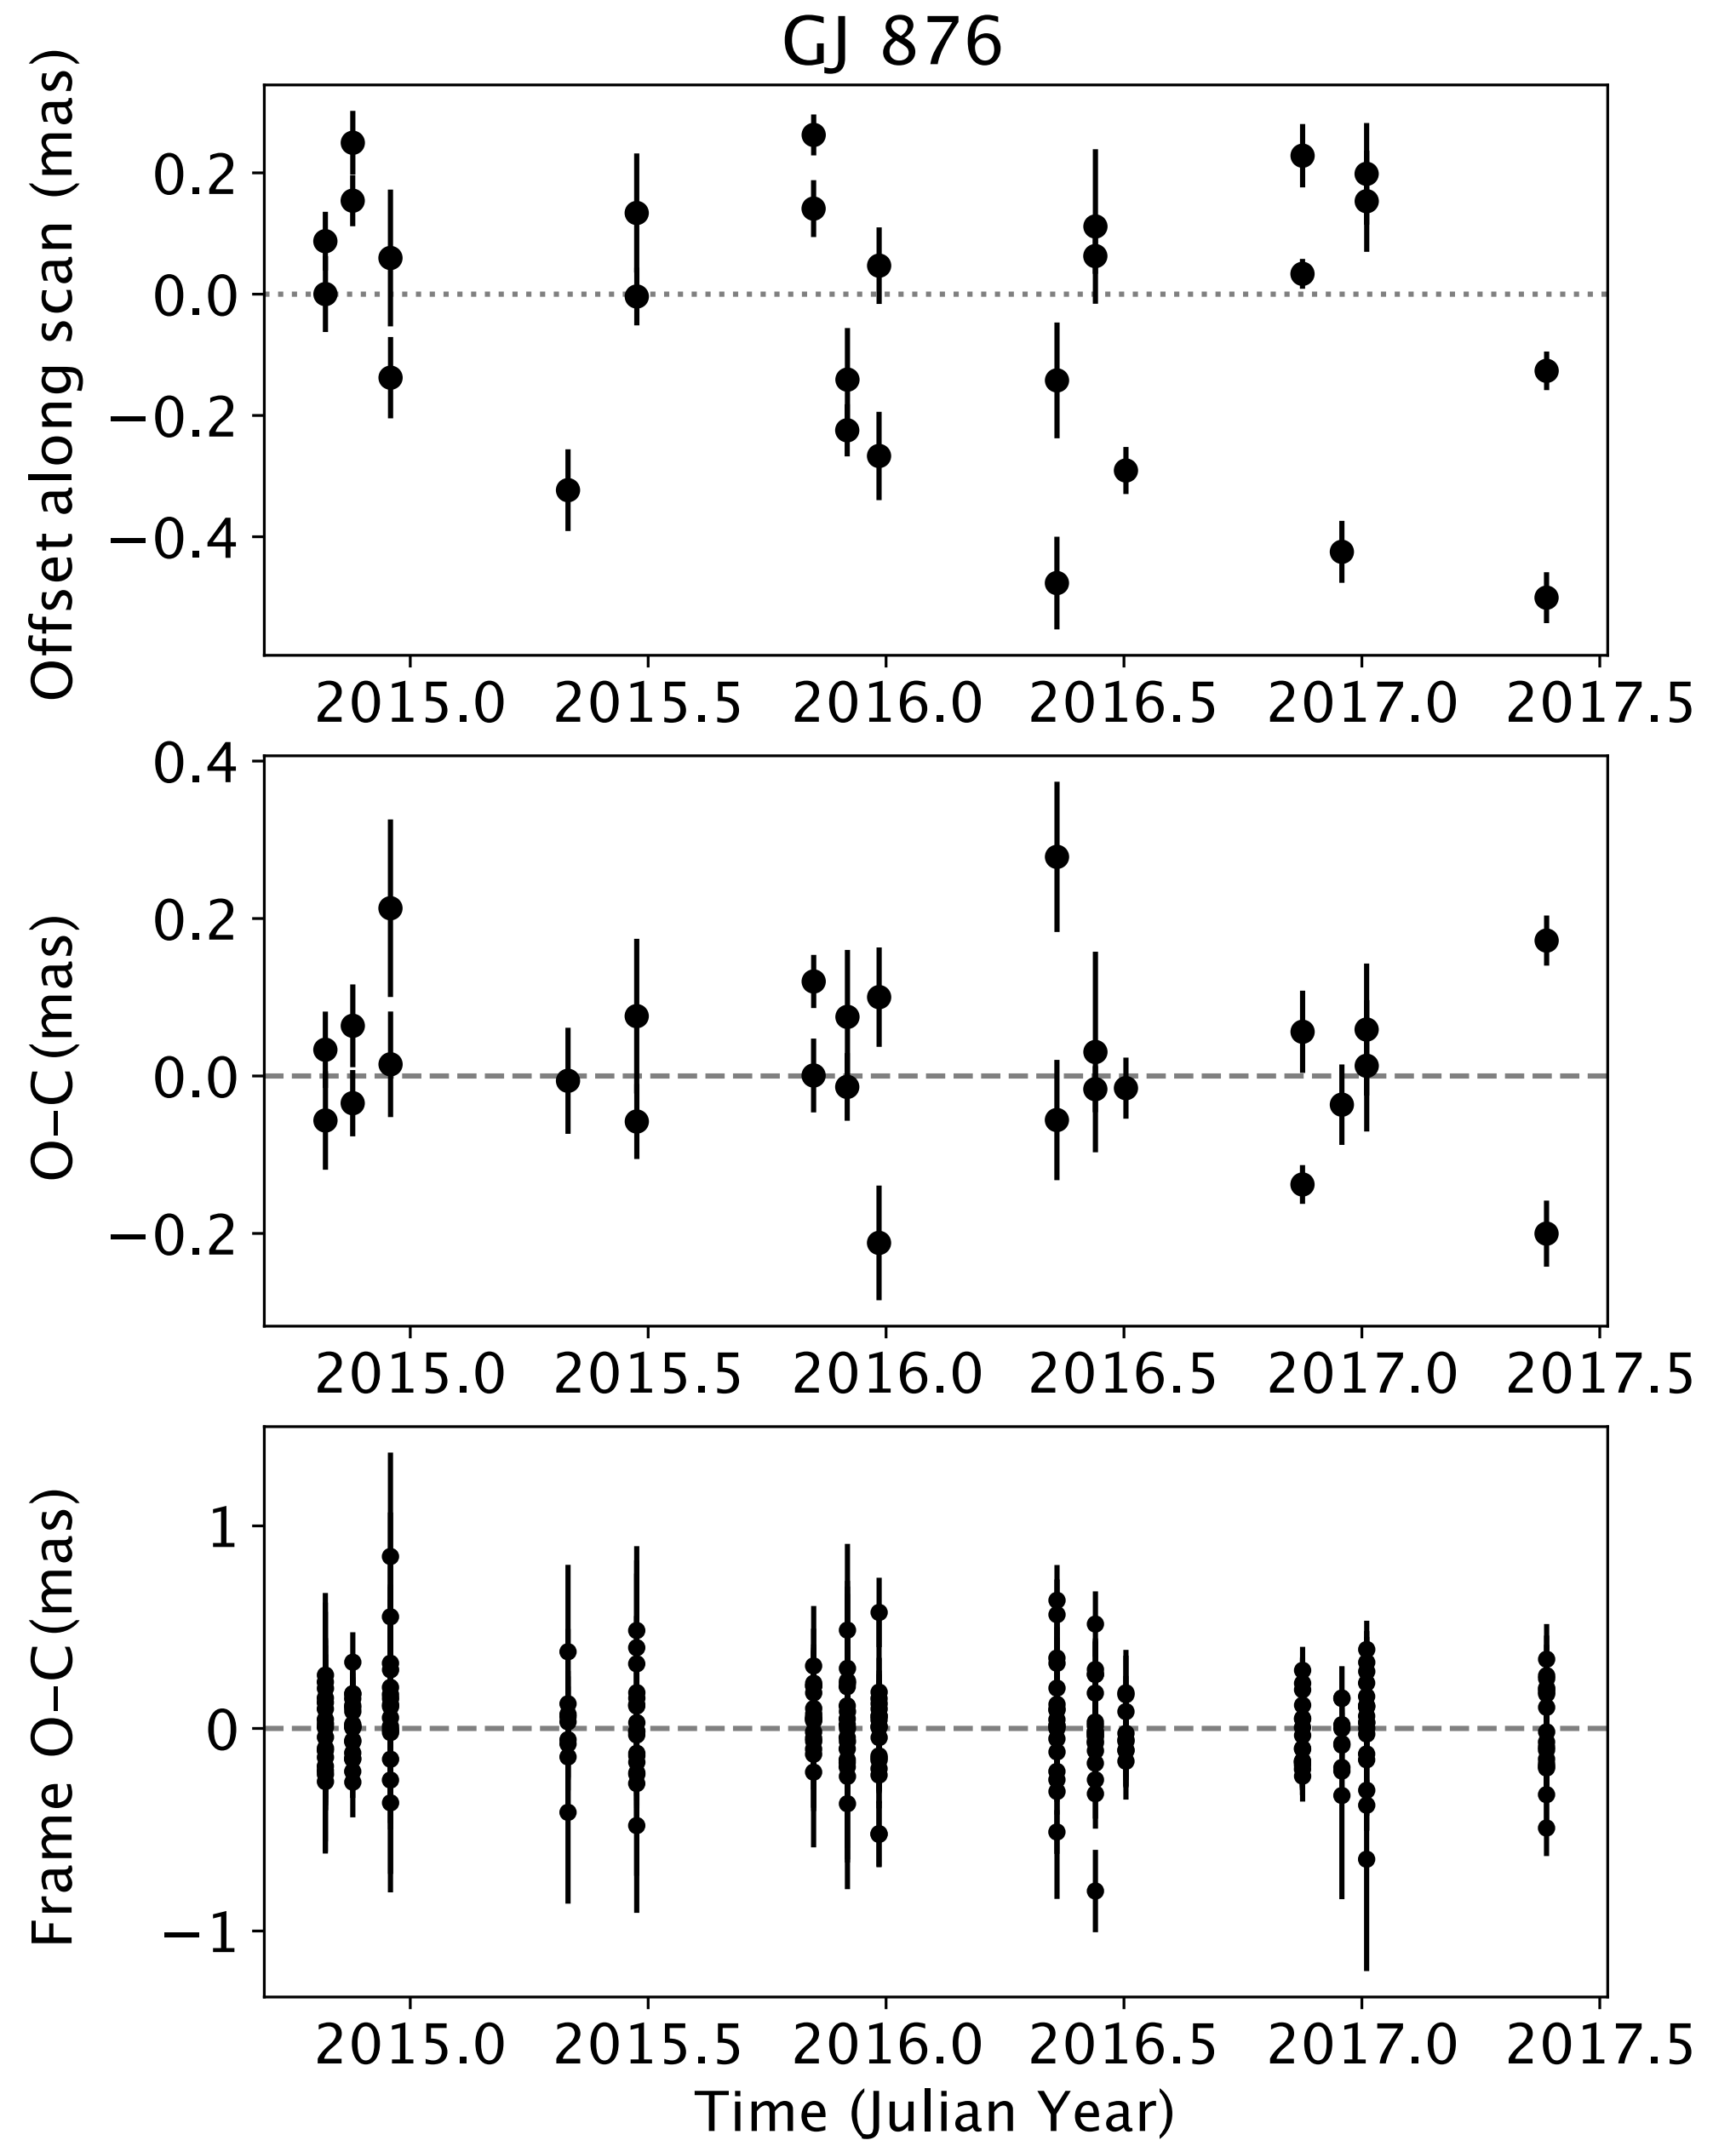 GJ 876
Offset along scan (mas)
0.2
0.0
−0.2
−0.4
2015.0 2015.5 2016.0 2016.5 2017.0 2017.5
O–C (mas)
0.4
0.2
0.0
−0.2
2015.0 2015.5 2016.0 2016.5 2017.0 2017.5
Frame O–C (mas)
1
0
−1
2015.0 2015.5 2016.0 2016.5 2017.0 2017.5
Time (Julian Year)